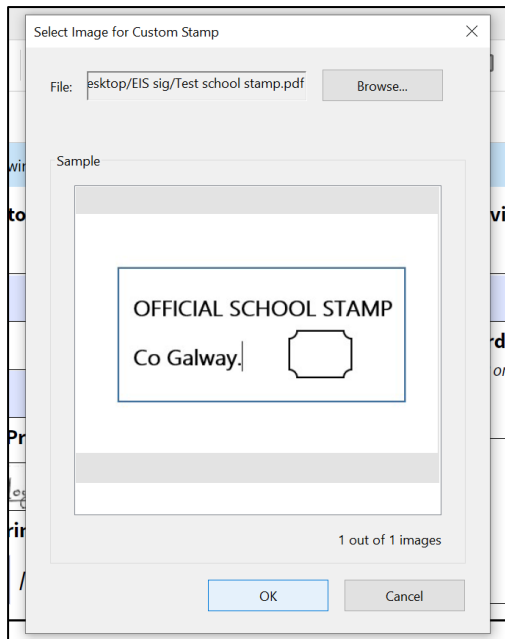 Select Image for Custom Stamp
File: esktop/EIS sig/Test school stamp.pdf Browse...
Sample
OFFICIAL SCHOOL STAMP
Co Galway.
1 out of 1 images
OK Cancel